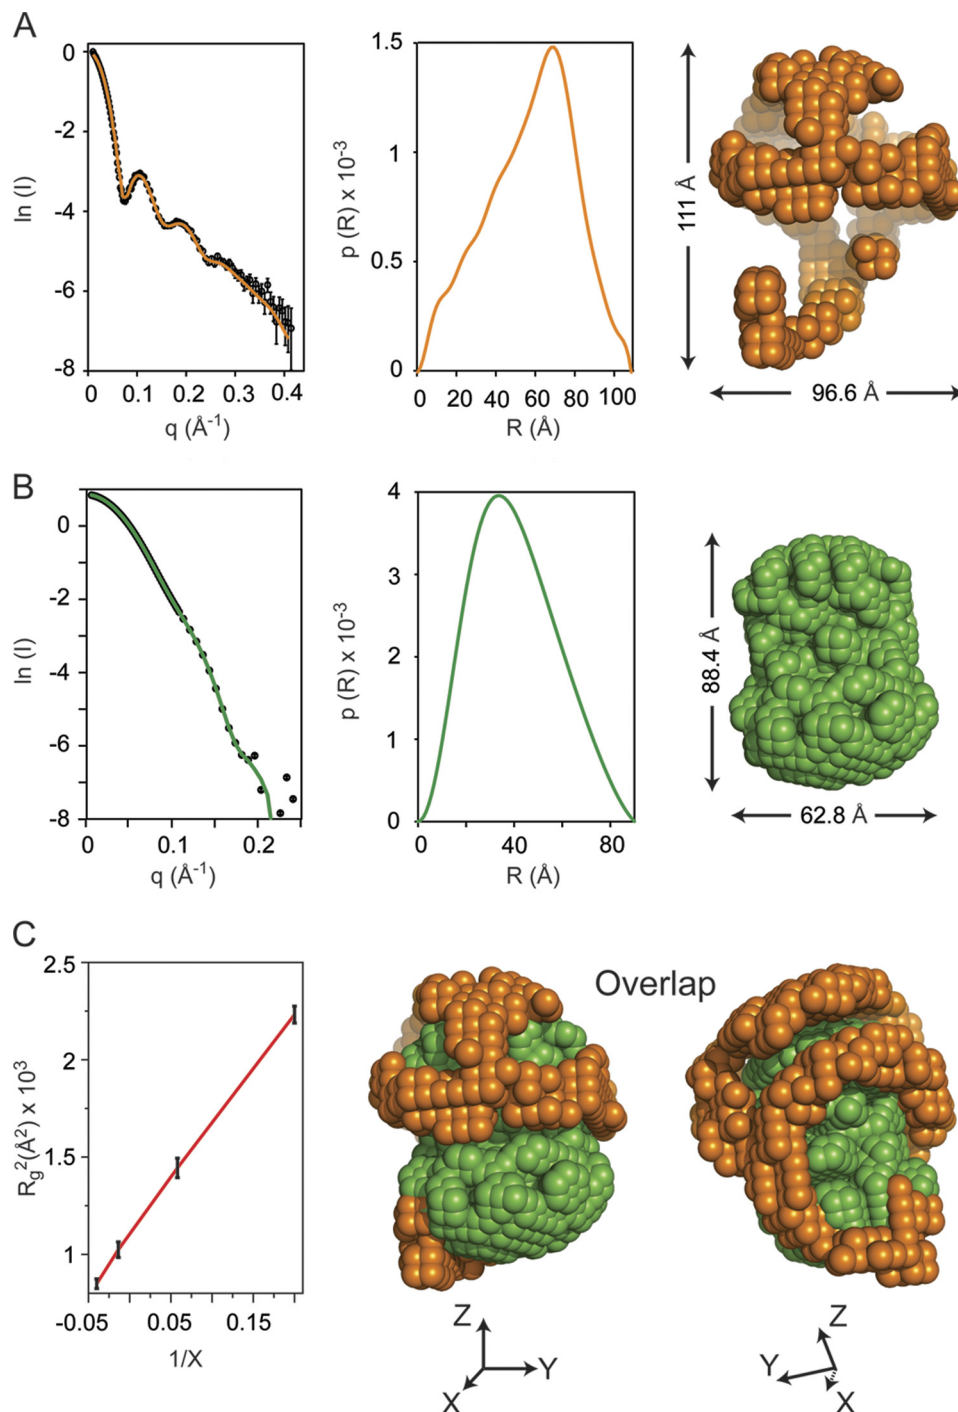 A
ln (I)
0
-2
-4
-6
-8
0 0.1 0.2 0.3 0.4
q (Å⁻¹)
p (R) x 10⁻³
1.5
1
0.5
0
0 20 40 60 80 100
R (Å)
111 Å
96.6 Å
B
ln (I)
0
-2
-4
-6
-8
0 0.1 0.2
q (Å⁻¹)
p (R) x 10⁻³
4
3
2
1
0
0 40 80
R (Å)
88.4 Å
62.8 Å
C
Rg²(Å²) x 10³
2.5
2
1.5
1
-0.05 0.05 0.15
1/X
Overlap
Z
Y
X
Z
Y
X